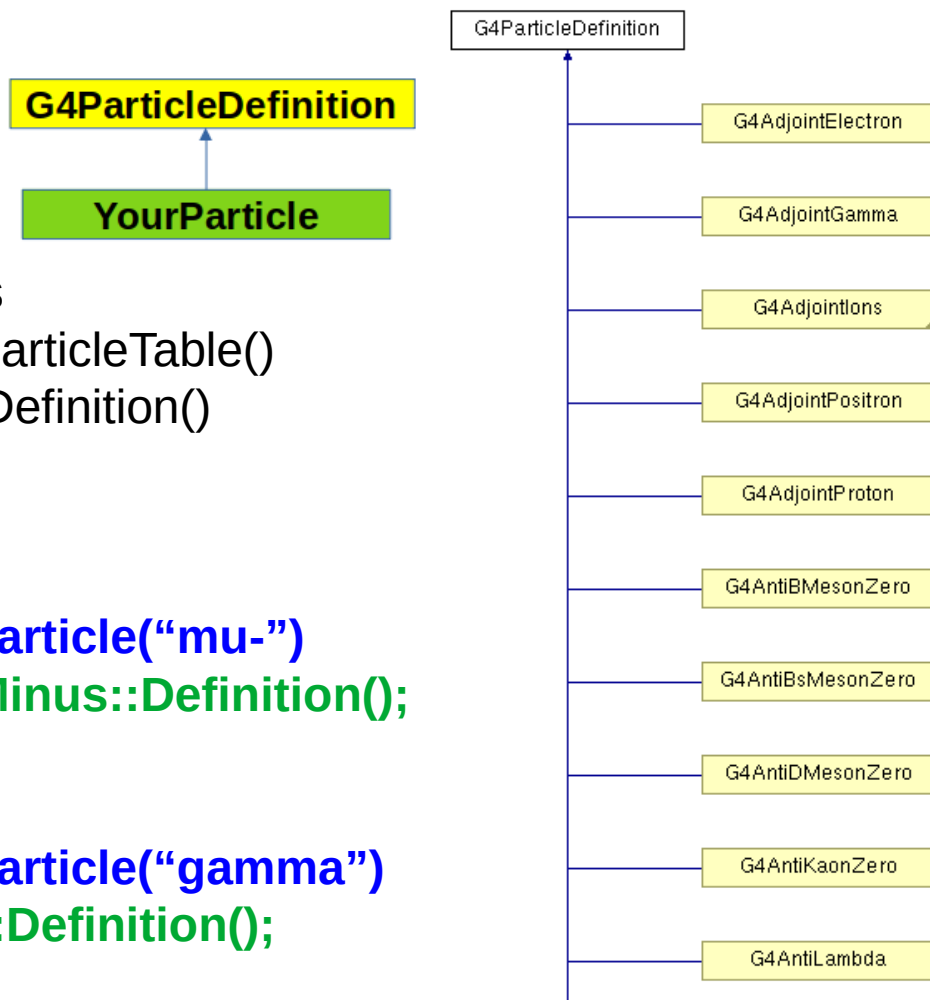 G4ParticleDefinition
YourParticle
articleTable()
Definition()
article(“mu-”)
Minus::Definition();
article(“gamma”)
:Definition();
G4ParticleDefinition
G4AdjointElectron
G4AdjointGamma
G4AdjointIons
G4AdjointPositron
G4AdjointProton
G4AntiBMesonZero
G4AntiBsMesonZero
G4AntiDMesonZero
G4AntiKaonZero
G4AntiLambda